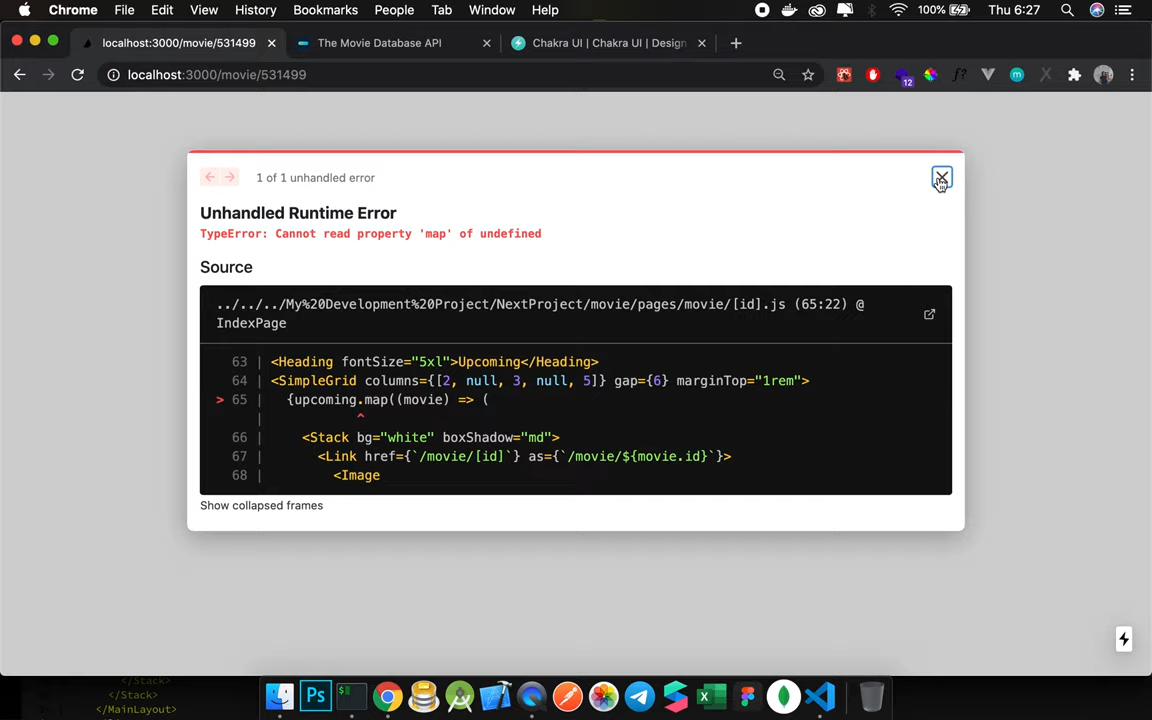 Chrome File Edit View History Bookmarks People Tab Window Help 100% Thu 6:27
localhost:3000/movie/531499 The Movie Database API Chakra UI | Chakra UI | Design
localhost:3000/movie/531499 12 f? m
1 of 1 unhandled error
Unhandled Runtime Error
TypeError: Cannot read property 'map' of undefined
Source
../../../My%20Development%20Project/NextProject/movie/pages/movie/[id].js (65:22) @
IndexPage
63 | <Heading fontSize="5xl">Upcoming</Heading>
64 | <SimpleGrid columns={[2, null, 3, null, 5]} gap={6} marginTop="1rem">
> 65 | {upcoming.map((movie) => (
| ^
66 | <Stack bg="white" boxShadow="md">
67 | <Link href={`/movie/[id]`} as={`/movie/${movie.id}`}>
68 | <Image
Show collapsed frames
</Stack>
</Stack>
</MainLayout>
Ps $